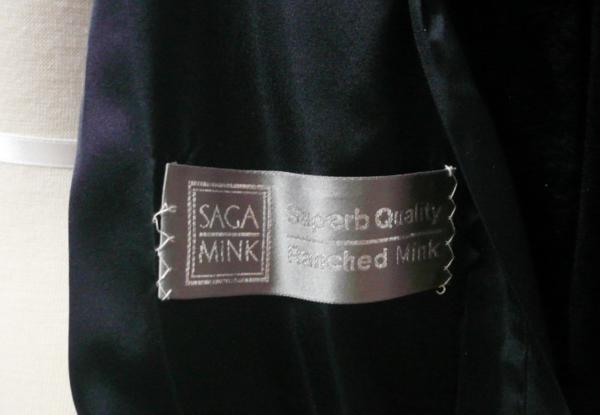 SAGA
MINK
Superb Quality
Ranched Mink